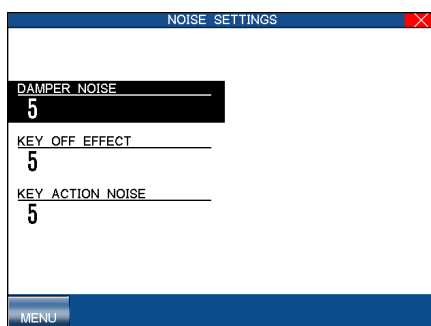 NOISE SETTINGS
DAMPER NOISE
5
KEY OFF EFFECT
5
KEY ACTION NOISE
5
MENU